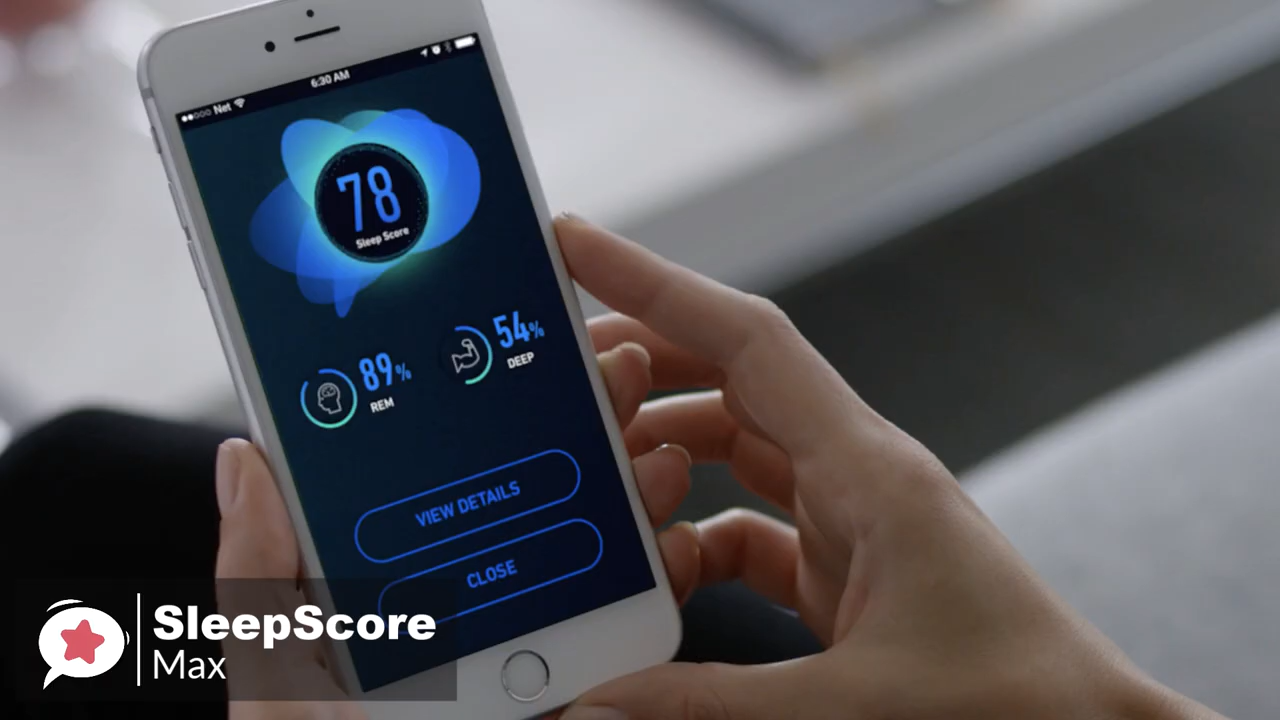 Net
6:30 AM
78
Sleep Score
89%
REM
54%
DEEP
VIEW DETAILS
CLOSE
SleepScore
Max